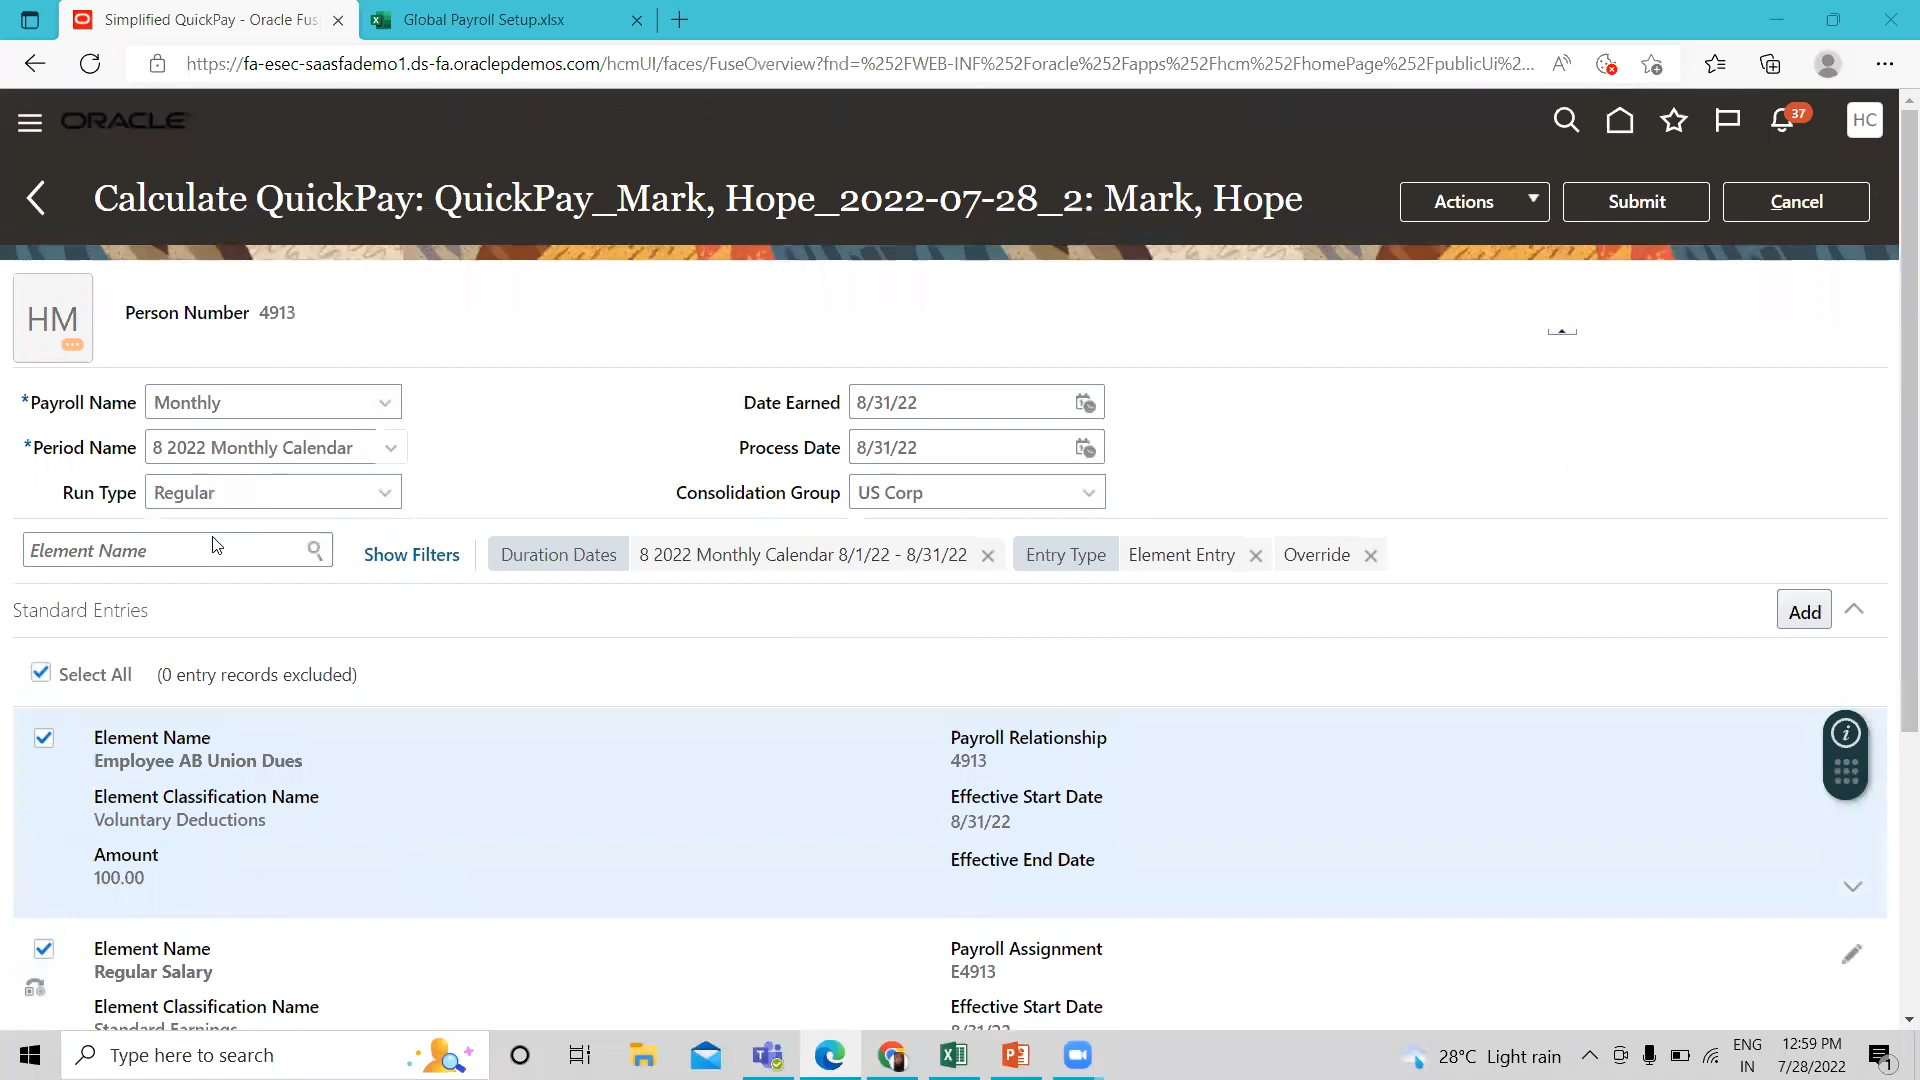 Simplified QuickPay - Oracle Fus
Global Payroll Setup.xlsx
https://fa-esec-saasfademo1.ds-fa.oraclepdemos.com/hcmUI/faces/FuseOverview?fnd=%252FWEB-INF%252Foracle%252Fapps%252Fhcm%252FhomePage%252FpublicUi%2...
ORACLE
37
HC
Calculate QuickPay: QuickPay_Mark, Hope_2022-07-28_2: Mark, Hope
Actions
Submit
Cancel
HM
Person Number 4913
*Payroll Name Monthly
Date Earned 8/31/22
*Period Name 8 2022 Monthly Calendar
Process Date 8/31/22
Run Type Regular
Consolidation Group US Corp
Element Name
Show Filters
Duration Dates 8 2022 Monthly Calendar 8/1/22 - 8/31/22
Entry Type Element Entry Override
Standard Entries
Add
Select All (0 entry records excluded)
Element Name
Employee AB Union Dues
Payroll Relationship
4913
Element Classification Name
Voluntary Deductions
Effective Start Date
8/31/22
Amount
100.00
Effective End Date
Element Name
Regular Salary
Payroll Assignment
E4913
Element Classification Name
Standard Earnings
Effective Start Date
8/31/22
Type here to search
28°C Light rain
ENG
IN
12:59 PM
7/28/2022
1